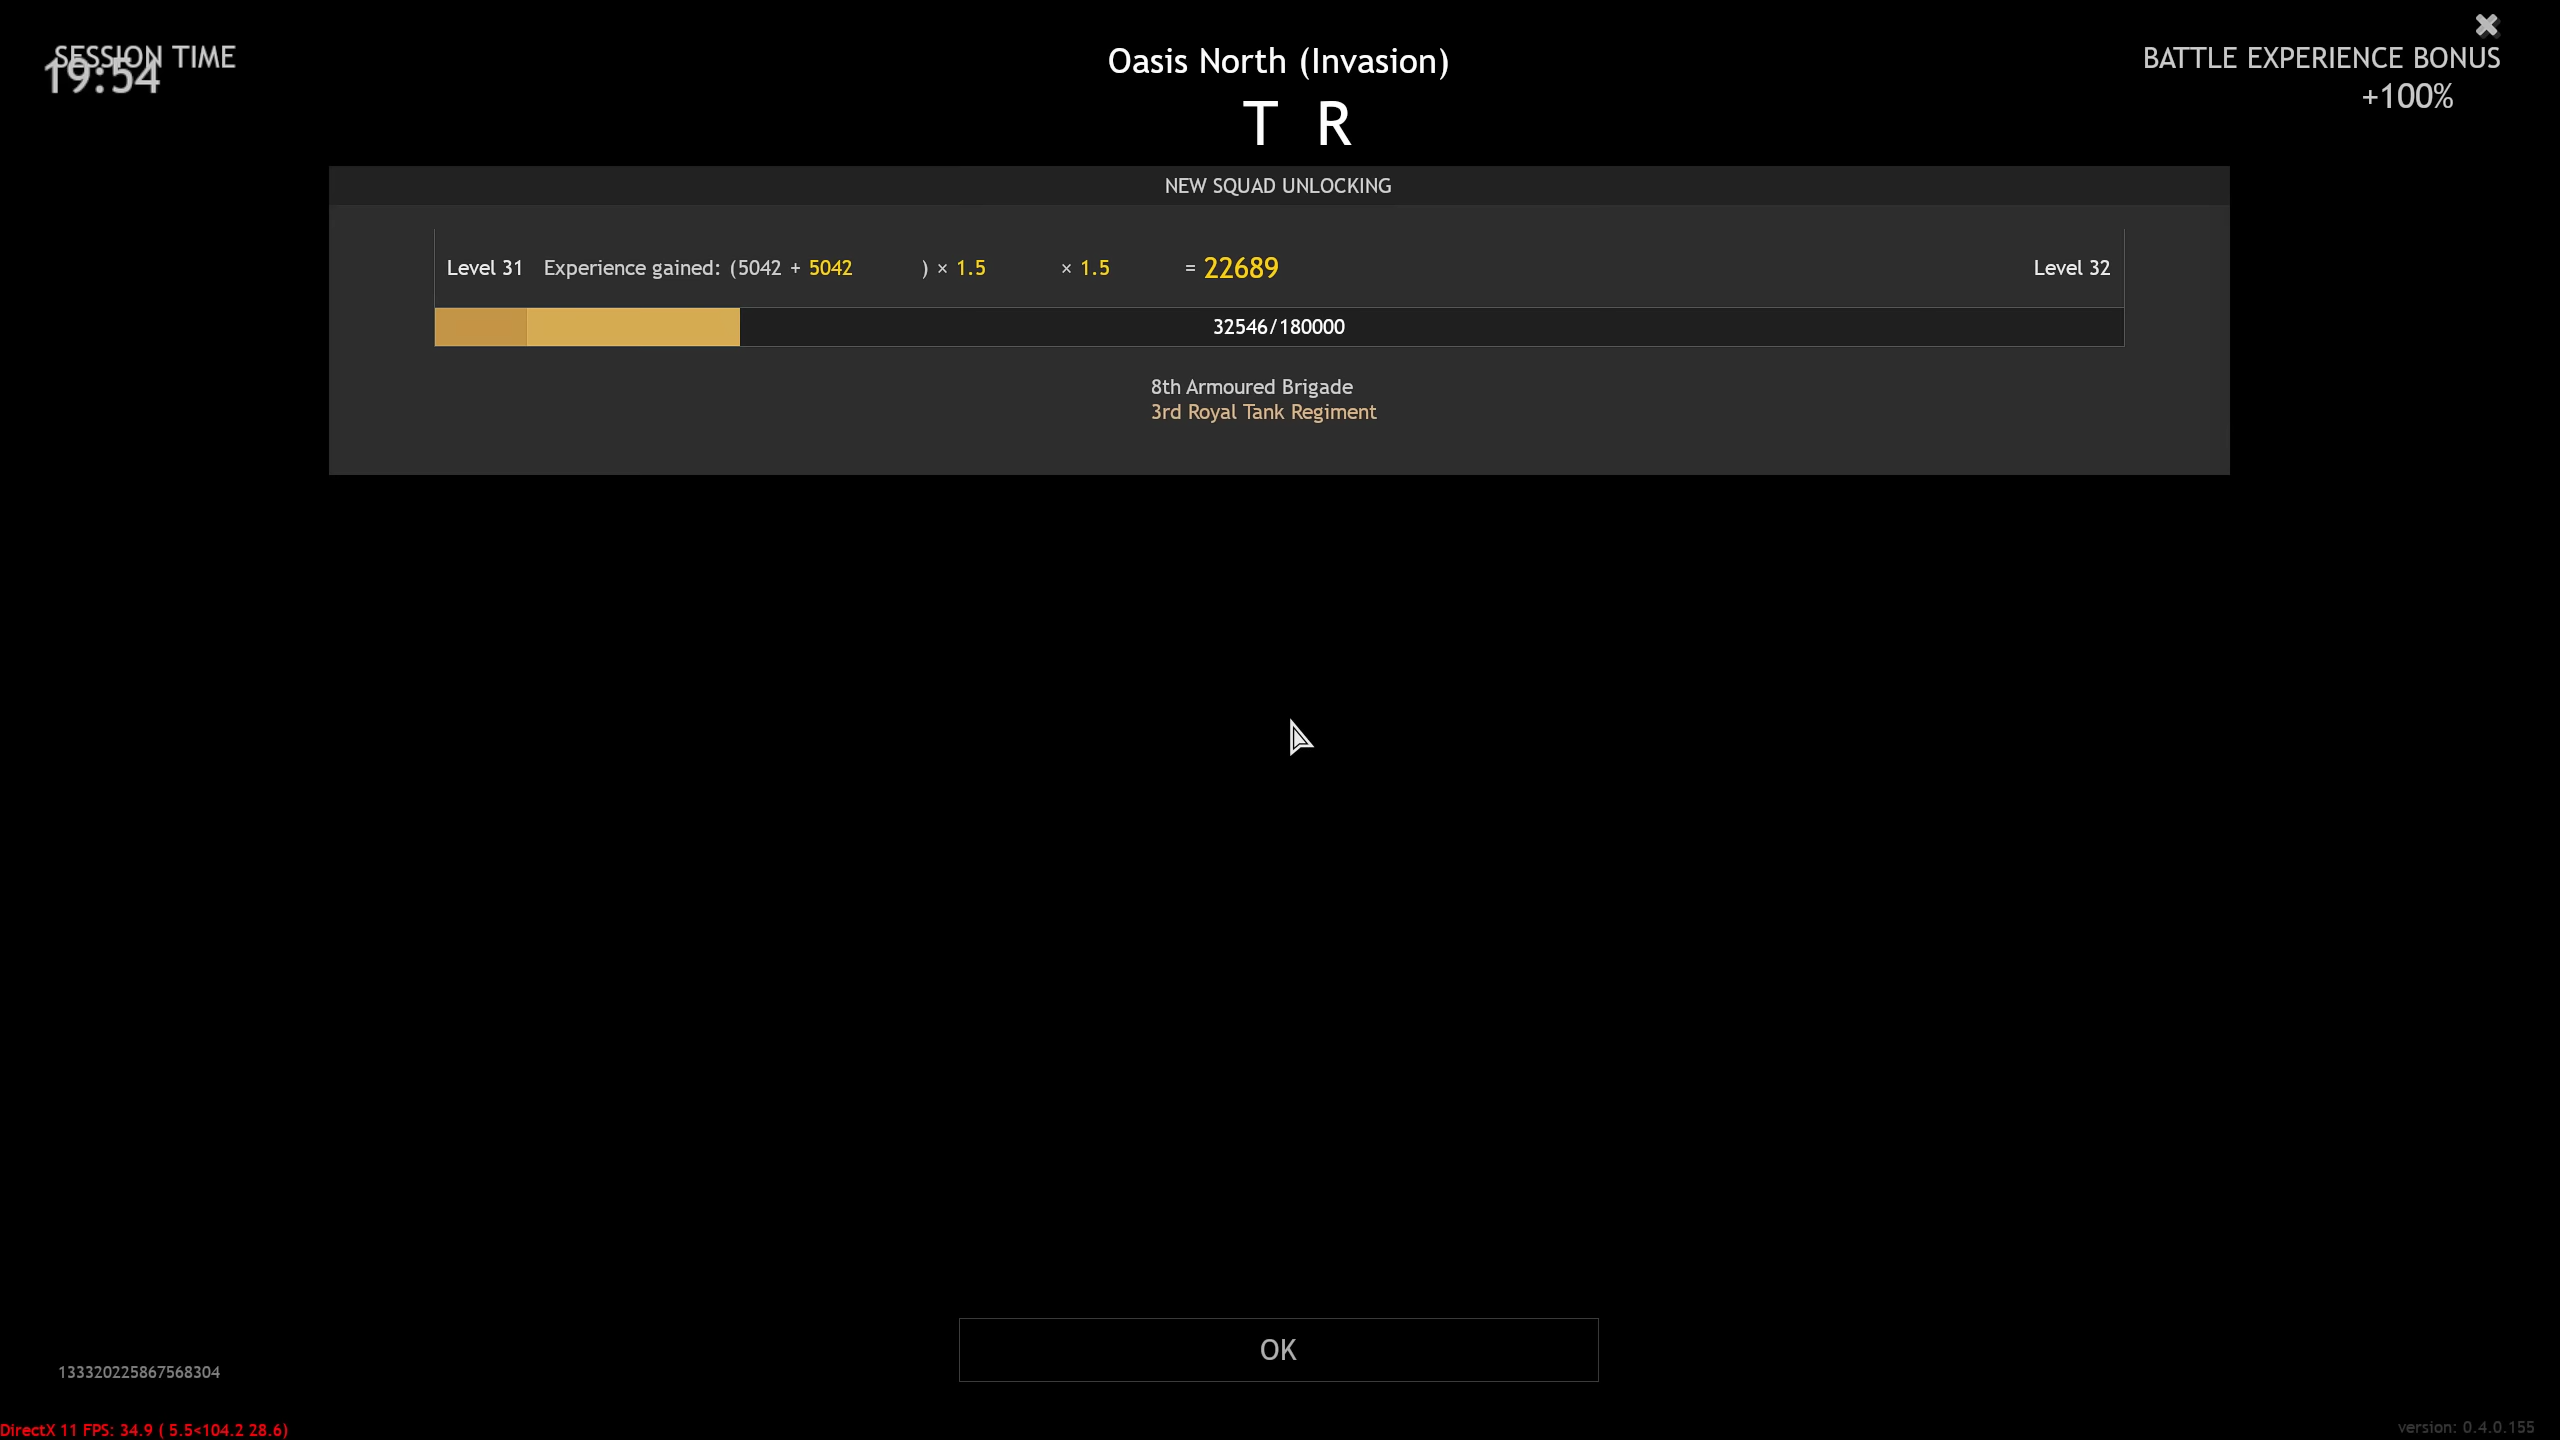 SESSION TIME
19:54
Oasis North (Invasion)
T R
BATTLE EXPERIENCE BONUS
+100%
NEW SQUAD UNLOCKING
Level 31 Experience gained: (5042 + 5042 ) × 1.5 × 1.5 = 22689 Level 32
32546/180000
8th Armoured Brigade
3rd Royal Tank Regiment
OK
133320225867568304
DirectX 11 FPS: 34.9 ( 5.5<104.2 28.6)
version: 0.4.0.155